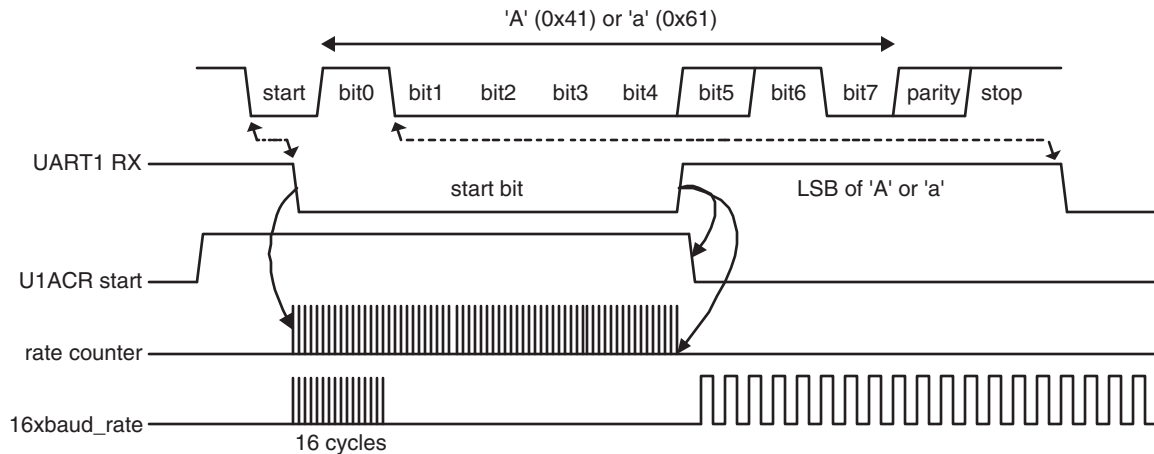 'A' (0x41) or 'a' (0x61)
start bit0 bit1 bit2 bit3 bit4 bit5 bit6 bit7 parity stop
UART1 RX
start bit
LSB of 'A' or 'a'
U1ACR start
rate counter
16xbaud_rate
16 cycles